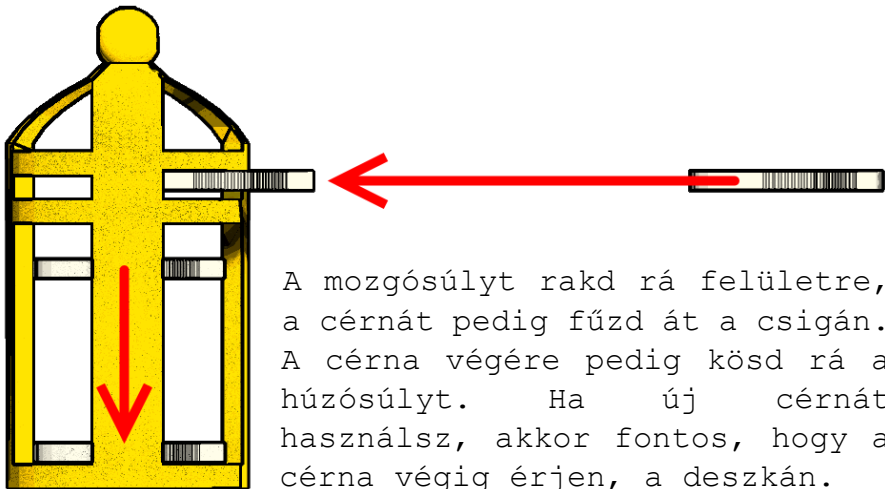 A mozgósúlyt rakd rá felületre,
a cérnát pedig fűzd át a csigán.
A cérna végére pedig kösd rá a
húzósúlyt. Ha új cérnát
használsz, akkor fontos, hogy a
cérna végig érjen, a deszkán.